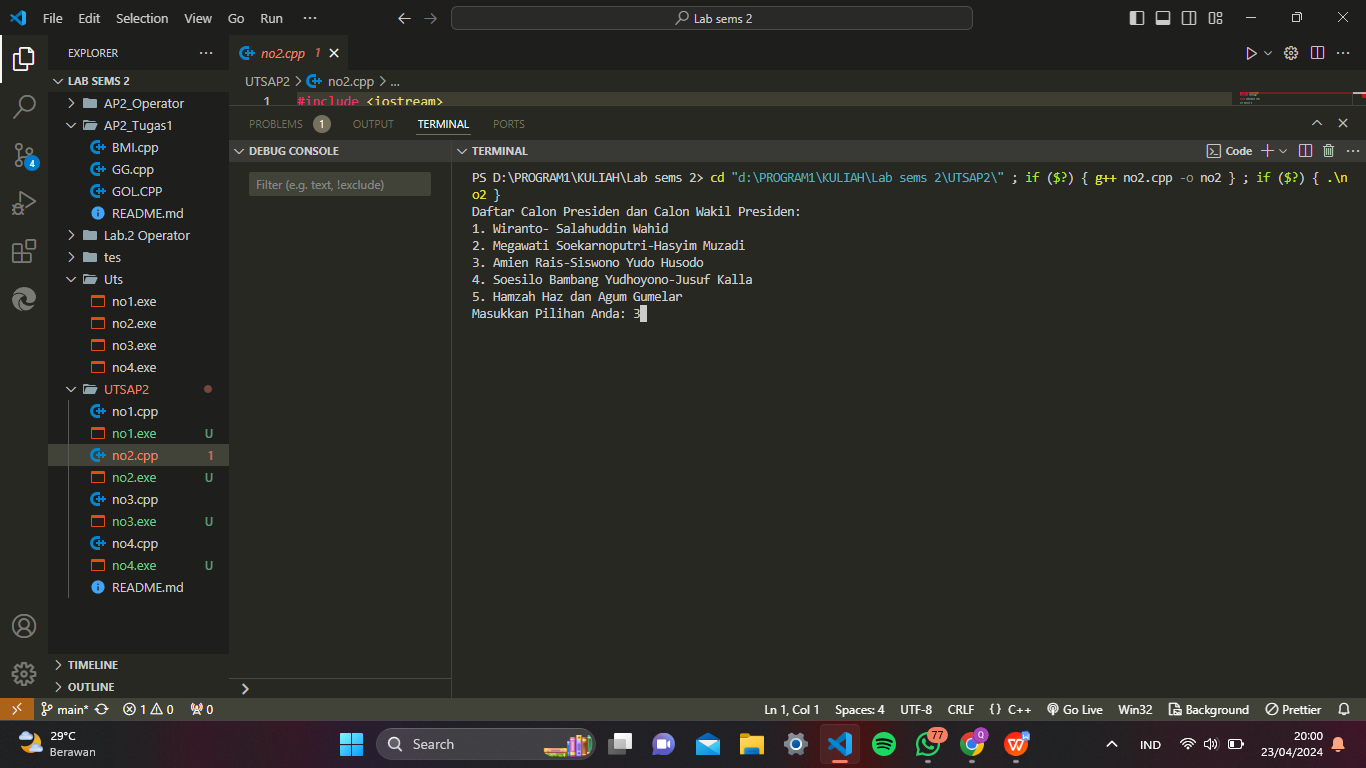 File Edit Selection View Go Run ··· Lab sems 2
EXPLORER ···
LAB SEMS 2
AP2_Operator
AP2_Tugas1
BMI.cpp
GG.cpp
GOL.CPP
README.md
Lab.2 Operator
tes
Uts
no1.exe
no2.exe
no3.exe
no4.exe
UTSAP2
no1.cpp
no1.exe U
no2.cpp 1
no2.exe U
no3.cpp
no3.exe U
no4.cpp
no4.exe U
README.md
TIMELINE
OUTLINE
4
no2.cpp 1
UTSAP2 > no2.cpp > ...
1 #include <iostream>
PROBLEMS 1 OUTPUT TERMINAL PORTS
DEBUG CONSOLE
Filter (e.g. text, !exclude)
TERMINAL
Code
PS D:\PROGRAM1\KULIAH\Lab sems 2> cd "d:\PROGRAM1\KULIAH\Lab sems 2\UTSAP2\" ; if ($?) { g++ no2.cpp -o no2 } ; if ($?) { .\n
o2 }
Daftar Calon Presiden dan Calon Wakil Presiden:
1. Wiranto- Salahuddin Wahid
2. Megawati Soekarnoputri-Hasyim Muzadi
3. Amien Rais-Siswono Yudo Husodo
4. Soesilo Bambang Yudhoyono-Jusuf Kalla
5. Hamzah Haz dan Agum Gumelar
Masukkan Pilihan Anda: 3
main* 1 0 0 Ln 1, Col 1 Spaces: 4 UTF-8 CRLF {} C++ Go Live Win32 Background Prettier
29°C
Berawan
Search
77
Q
W
IND
20:00
23/04/2024